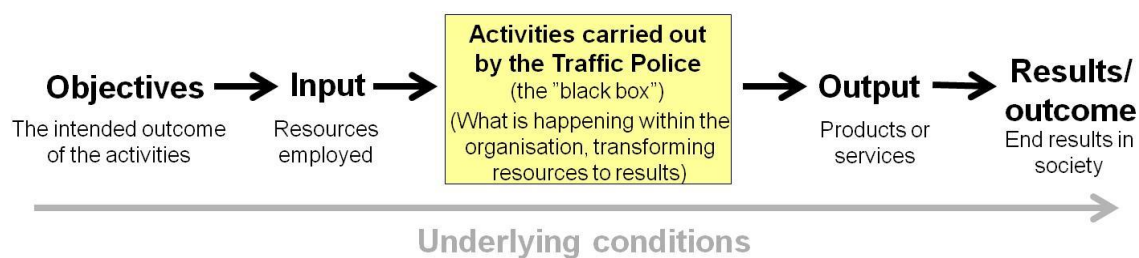 Objectives
The intended outcome
of the activities
Input
Resources
employed
Activities carried out
by the Traffic Police
(the ”black box”)
(What is happening within the
organisation, transforming
resources to results)
Output
Products or
services
Results/
outcome
End results in
society
Underlying conditions